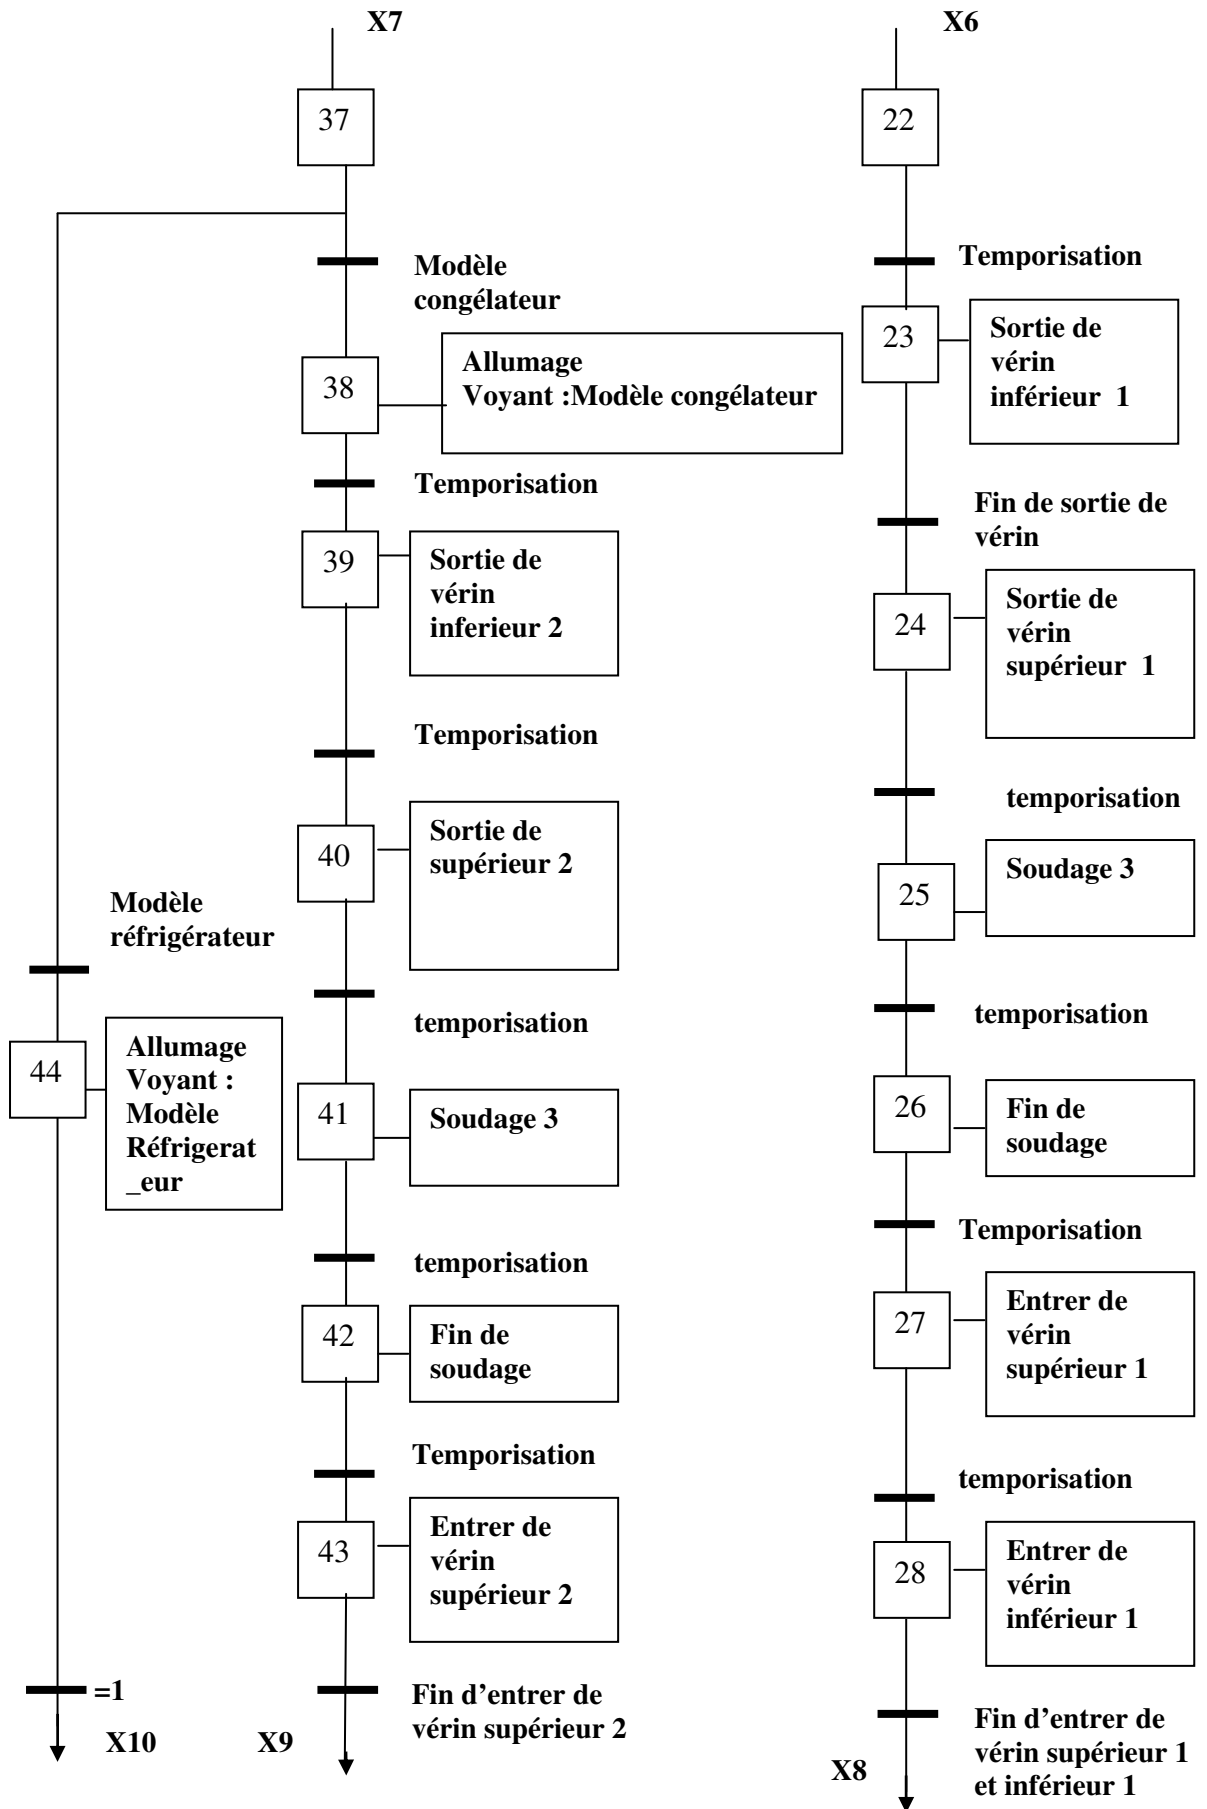 X7
37
Modèle
congélateur
38
Allumage
Voyant :Modèle congélateur
Temporisation
39
Sortie de
vérin
inferieur 2
Temporisation
40
Sortie de
supérieur 2
Modèle
réfrigérateur
temporisation
44
Allumage
Voyant :
Modèle
Réfrigerat
_eur
41
Soudage 3
temporisation
42
Fin de
soudage
Temporisation
43
Entrer de
vérin
supérieur 2
=1
X10
X9
Fin d’entrer de
vérin supérieur 2
X6
22
Temporisation
23
Sortie de
vérin
inférieur 1
Fin de sortie de
vérin
24
Sortie de
vérin
supérieur 1
temporisation
25
Soudage 3
temporisation
26
Fin de
soudage
Temporisation
27
Entrer de
vérin
supérieur 1
temporisation
28
Entrer de
vérin
inférieur 1
X8
Fin d’entrer de
vérin supérieur 1
et inférieur 1